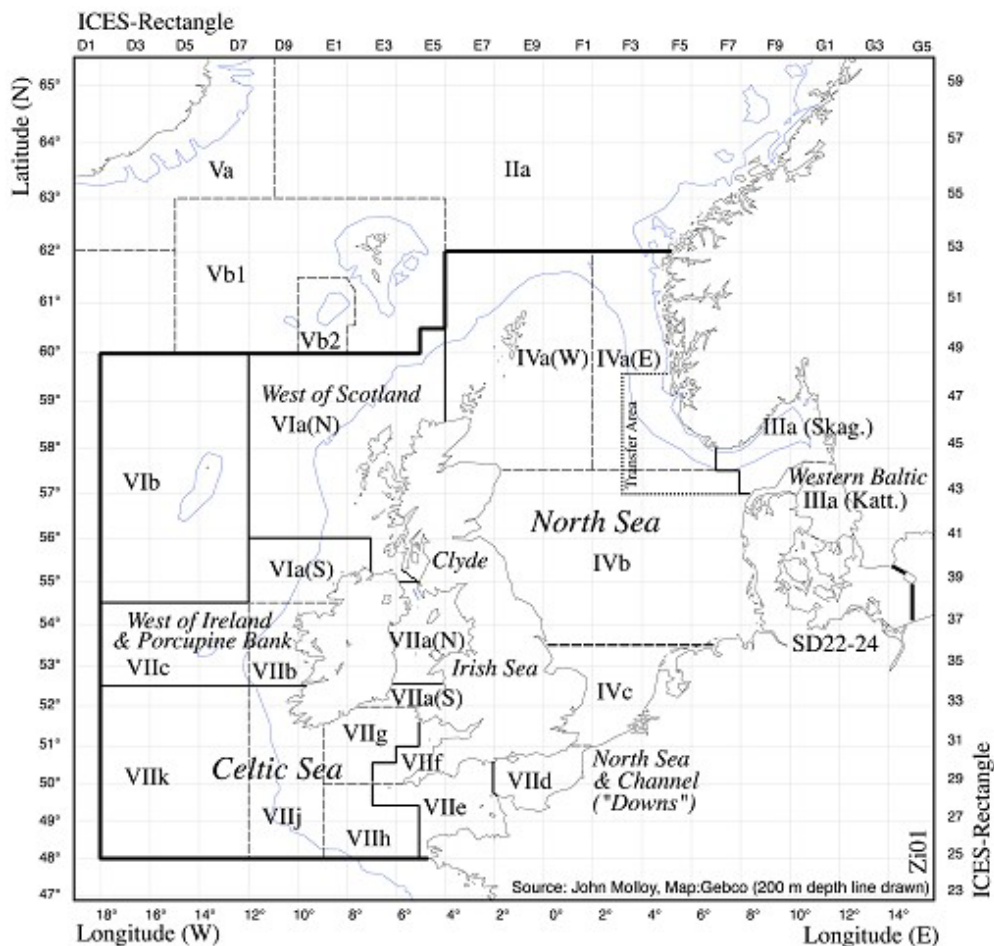 ICES-Rectangle
D1 D3 D5 D7 D9 E1 E3 E5 E7 E9 F1 F3 F5 F7 F9 G1 G3 G5
65° 59
Latitude (N)
64° 57
Va
IIa
63° 55
62° 53
Vb1
61° 51
Vb2
60° 49
IVa(W) IVa(E)
West of Scotland
59° 47
VIa(N)
Transfer Area
IIIa (Skag.)
58° 45
VIb
Western Baltic
57° 43
IIIa (Katt.)
North Sea
56° 41
Clyde
VIa(S)
IVb
55° 39
54° 37
West of Ireland
& Porcupine Bank
VIIa(N)
SD22-24
53° 35
VIIc VIIb
Irish Sea
IVc
VIIa(S)
52° 33
VIIg
51° 31
Celtic Sea
VIIf
North Sea
& Channel
("Downs")
VIIk
50° 29
VIId
VIIe
49° 27
VIIj
VIIh
48° 25
Zi01
ICES-Rectangle
Source: John Molloy, Map:Gebco (200 m depth line drawn)
47° 23
18° 16° 14° 12° 10° 8° 6° 4° 2° 0° 2° 4° 6° 8° 10° 12° 14°
Longitude (W) Longitude (E)